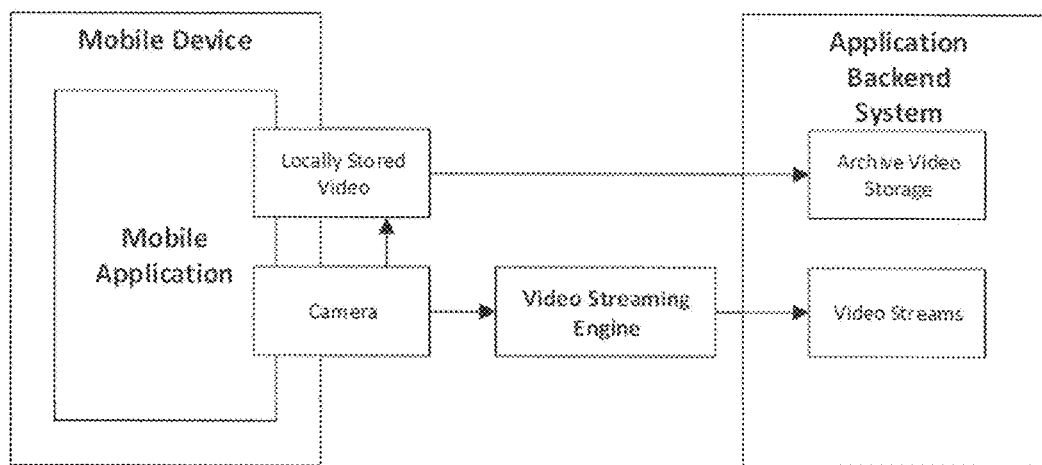 Mobile Device
Application
Backend
System
Locally Stored
Video
Archive Video
Storage
Mobile
Application
Camera
Video Streaming
Engine
Video Streams